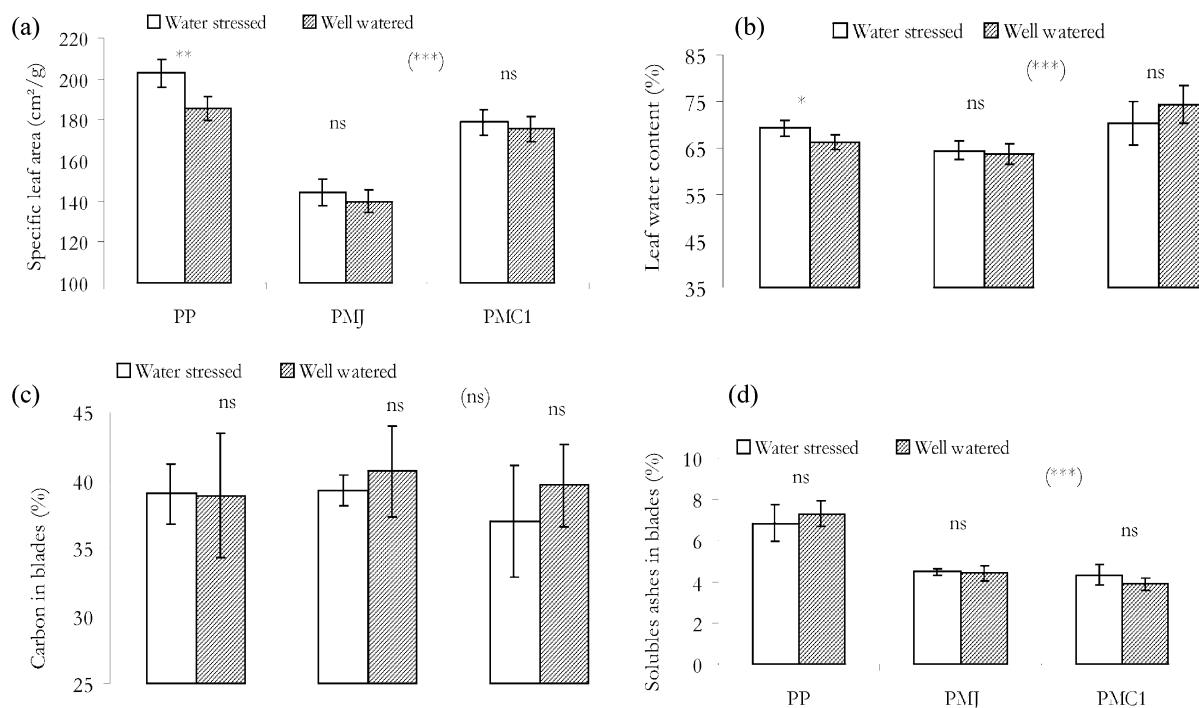 (a)
Water stressed
Well watered
Specific leaf area (cm²/g)
220
200
180
160
140
120
100
**
ns
(***)
ns
PP
PMJ
PMC1
(b)
Water stressed
Well watered
Leaf water content (%)
85
75
65
55
45
35
*
ns
(***)
ns
(c)
Water stressed
Well watered
Carbon in blades (%)
45
40
35
30
25
ns
ns
(ns)
ns
(d)
Water stressed
Well watered
Solubles ashes in blades (%)
10
8
6
4
2
0
ns
ns
(***)
ns
PP
PMJ
PMC1